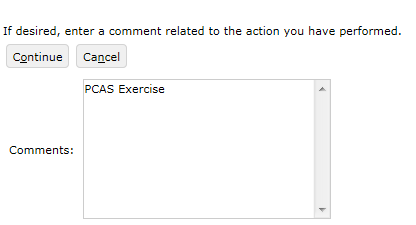 If desired, enter a comment related to the action you have performed.
Continue Cancel
PCAS Exercise
Comments: